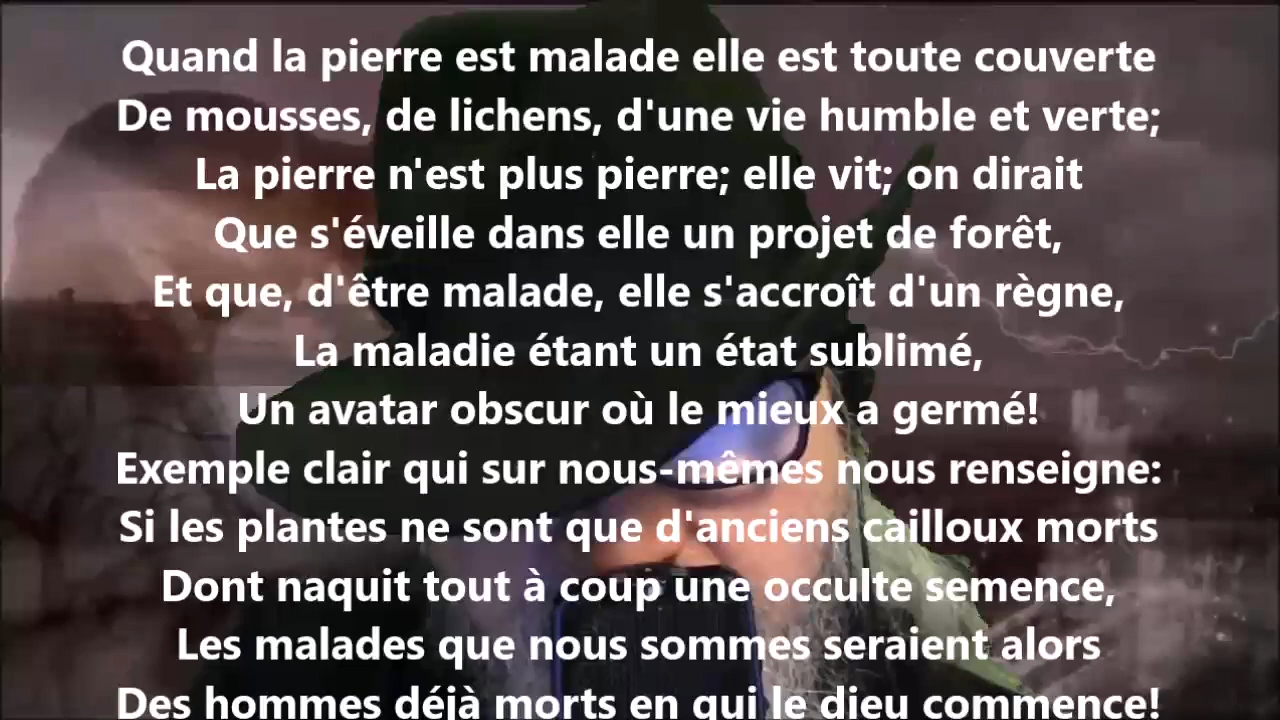 Quand la pierre est malade elle est toute couverte
De mousses, de lichens, d'une vie humble et verte;
La pierre n'est plus pierre; elle vit; on dirait
Que s'éveille dans elle un projet de forêt,
Et que, d'être malade, elle s'accroît d'un règne,
La maladie étant un état sublimé,
Un avatar obscur où le mieux a germé!
Exemple clair qui sur nous-mêmes nous renseigne:
Si les plantes ne sont que d'anciens cailloux morts
Dont naquit tout à coup une occulte semence,
Les malades que nous sommes seraient alors
Des hommes déjà morts en qui le dieu commence!